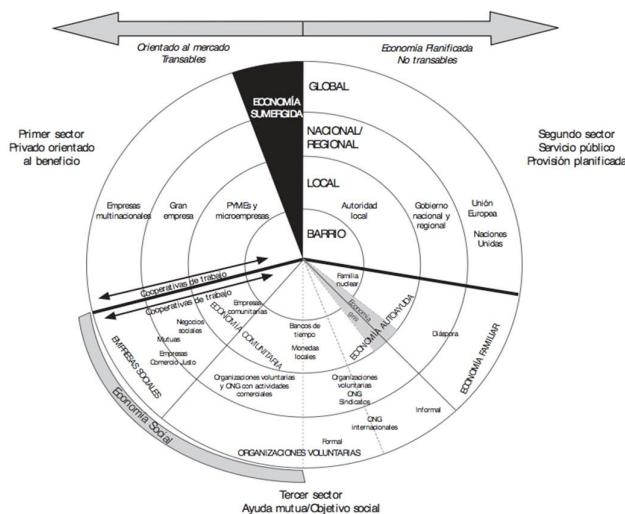 Orientado al mercado
Transables
Economía Planificada
No transables
ECONOMÍA
SUMERGIDA
GLOBAL
NACIONAL/
REGIONAL
LOCAL
BARRIO
Primer sector
Privado orientado
al beneficio
Segundo sector
Servicio público
Provisión planificada
Empresas
multinacionales
Gran
empresa
PYMEs y
microempresas
Autoridad
local
Gobierno
nacional y
regional
Unión
Europea
Naciones
Unidas
Cooperativas de trabajo
Cooperativas de trabajo
Familia
nuclear
Economía
gris
ECONOMÍA AUTOAYUDA
Diáspora
ECONOMÍA FAMILIAR
Empresas
comunitarias
ECONOMÍA COMUNITARIA
Negocios
sociales
Mutuas
Empresas
Comercio Justo
EMPRESAS SOCIALES
Economía Social
Bancos de
tiempo
Monedas
locales
Organizaciones voluntarias
y ONG con actividades
comerciales
Organizaciones
voluntarias
ONG
Sindicatos
ONG
internacionales
Informal
Formal
ORGANIZACIONES VOLUNTARIAS
Tercer sector
Ayuda mutua/Objetivo social